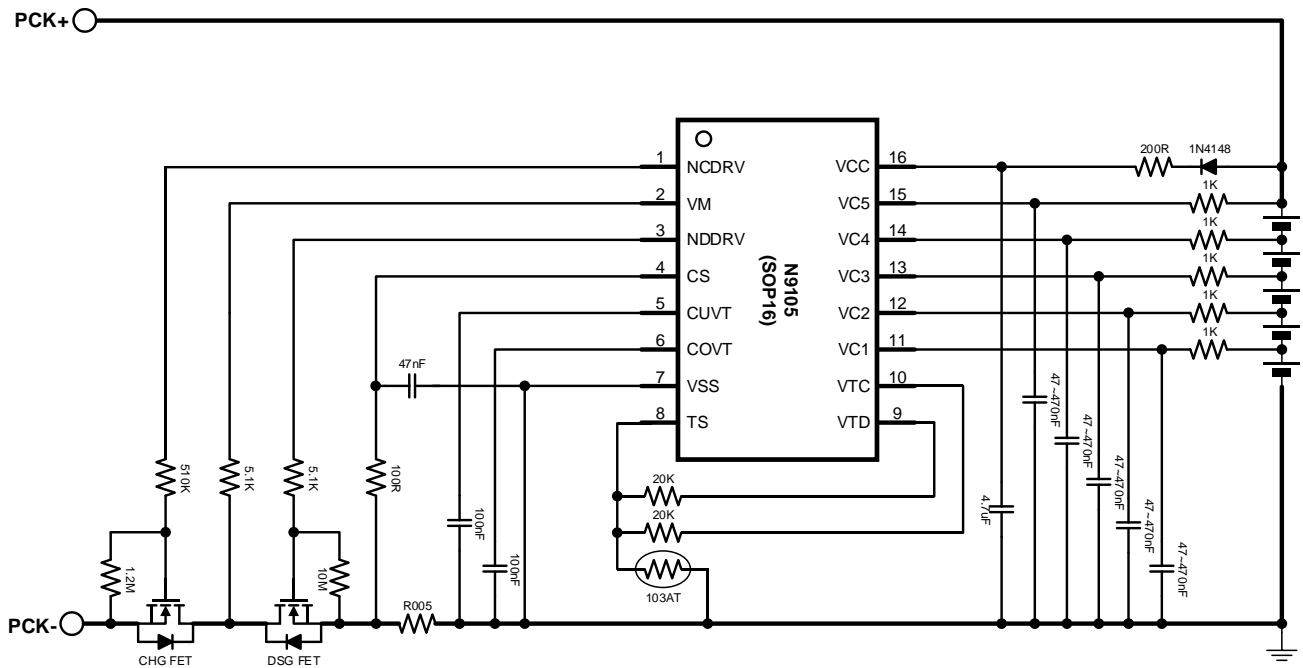 PCK+
N9105
(SOP16)
1 NCDRV
2 VM
3 NDDRV
4 CS
5 CUVT
6 COVT
7 VSS
8 TS
VCC 16
VC5 15
VC4 14
VC3 13
VC2 12
VC1 11
VTC 10
VTD 9
200R
1N4148
1K
1K
1K
1K
1K
47nF
510K
5.1K
5.1K
100R
100nF
100nF
20K
20K
103AT
4.7uF
47~470nF
47~470nF
47~470nF
47~470nF
47~470nF
1.2M
10M
R005
PCK-
CHG FET
DSG FET